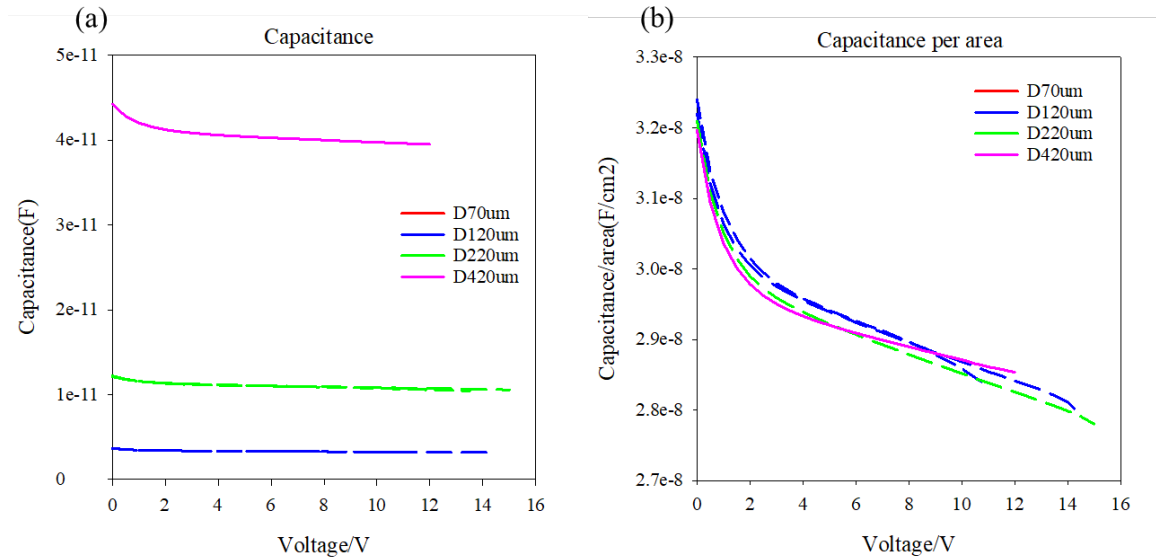 (a)
Capacitance
5e-11
4e-11
3e-11
2e-11
1e-11
0
Capacitance(F)
D70um
D120um
D220um
D420um
0 2 4 6 8 10 12 14 16
Voltage/V
(b)
Capacitance per area
3.3e-8
3.2e-8
3.1e-8
3.0e-8
2.9e-8
2.8e-8
2.7e-8
Capacitance/area(F/cm2)
D70um
D120um
D220um
D420um
0 2 4 6 8 10 12 14 16
Voltage/V